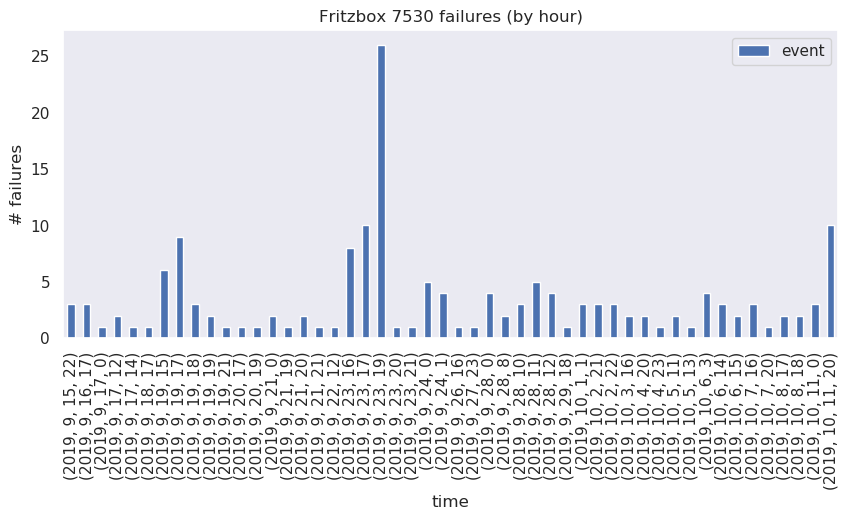 Fritzbox 7530 failures (by hour)
event
# failures
25
20
15
10
5
0
(2019, 9, 15, 22)
(2019, 9, 16, 17)
(2019, 9, 17, 0)
(2019, 9, 17, 12)
(2019, 9, 17, 14)
(2019, 9, 18, 17)
(2019, 9, 19, 15)
(2019, 9, 19, 17)
(2019, 9, 19, 18)
(2019, 9, 19, 19)
(2019, 9, 19, 21)
(2019, 9, 20, 17)
(2019, 9, 20, 19)
(2019, 9, 21, 0)
(2019, 9, 21, 19)
(2019, 9, 21, 20)
(2019, 9, 21, 21)
(2019, 9, 22, 12)
(2019, 9, 23, 16)
(2019, 9, 23, 17)
(2019, 9, 23, 19)
(2019, 9, 23, 20)
(2019, 9, 23, 21)
(2019, 9, 24, 0)
(2019, 9, 24, 1)
(2019, 9, 26, 16)
(2019, 9, 27, 23)
(2019, 9, 28, 0)
(2019, 9, 28, 8)
(2019, 9, 28, 10)
(2019, 9, 28, 11)
(2019, 9, 28, 12)
(2019, 9, 29, 18)
(2019, 10, 1, 1)
(2019, 10, 2, 21)
(2019, 10, 2, 22)
(2019, 10, 3, 16)
(2019, 10, 4, 20)
(2019, 10, 4, 23)
(2019, 10, 5, 11)
(2019, 10, 5, 13)
(2019, 10, 6, 3)
(2019, 10, 6, 14)
(2019, 10, 6, 15)
(2019, 10, 7, 16)
(2019, 10, 7, 20)
(2019, 10, 8, 17)
(2019, 10, 8, 18)
(2019, 10, 11, 0)
(2019, 10, 11, 20)
time